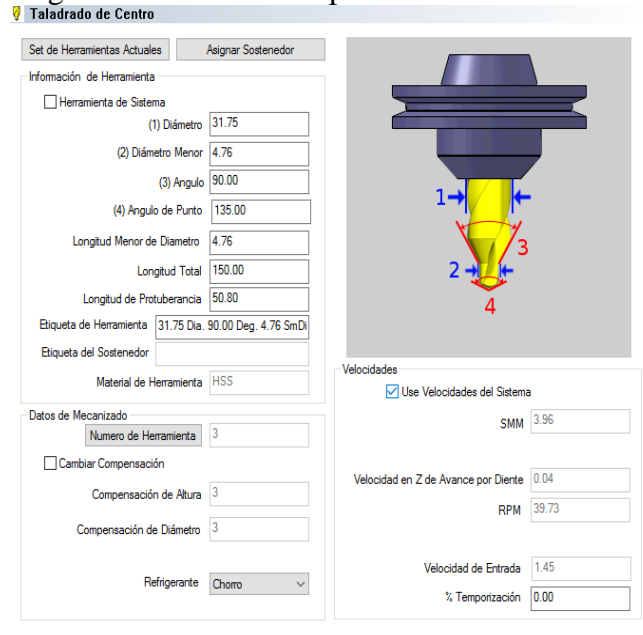 Taladrado de Centro
Set de Herramientas Actuales
Asignar Sostenedor
Información de Herramienta
Herramienta de Sistema
(1) Diámetro 31.75
(2) Diámetro Menor 4.76
(3) Angulo 90.00
(4) Angulo de Punto 135.00
Longitud Menor de Diametro 4.76
Longitud Total 150.00
Longitud de Protuberancia 50.80
Etiqueta de Herramienta 31.75 Dia. 90.00 Deg. 4.76 SmDi
Etiqueta del Sostenedor
Material de Herramienta HSS
Datos de Mecanizado
Numero de Herramienta 3
Cambiar Compensación
Compensación de Altura 3
Compensación de Diámetro 3
Refrigerante Chorro
1
3
2
4
Velocidades
Use Velocidades del Sistema
SMM 3.96
Velocidad en Z de Avance por Diente 0.04
RPM 39.73
Velocidad de Entrada 1.45
% Temporización 0.00